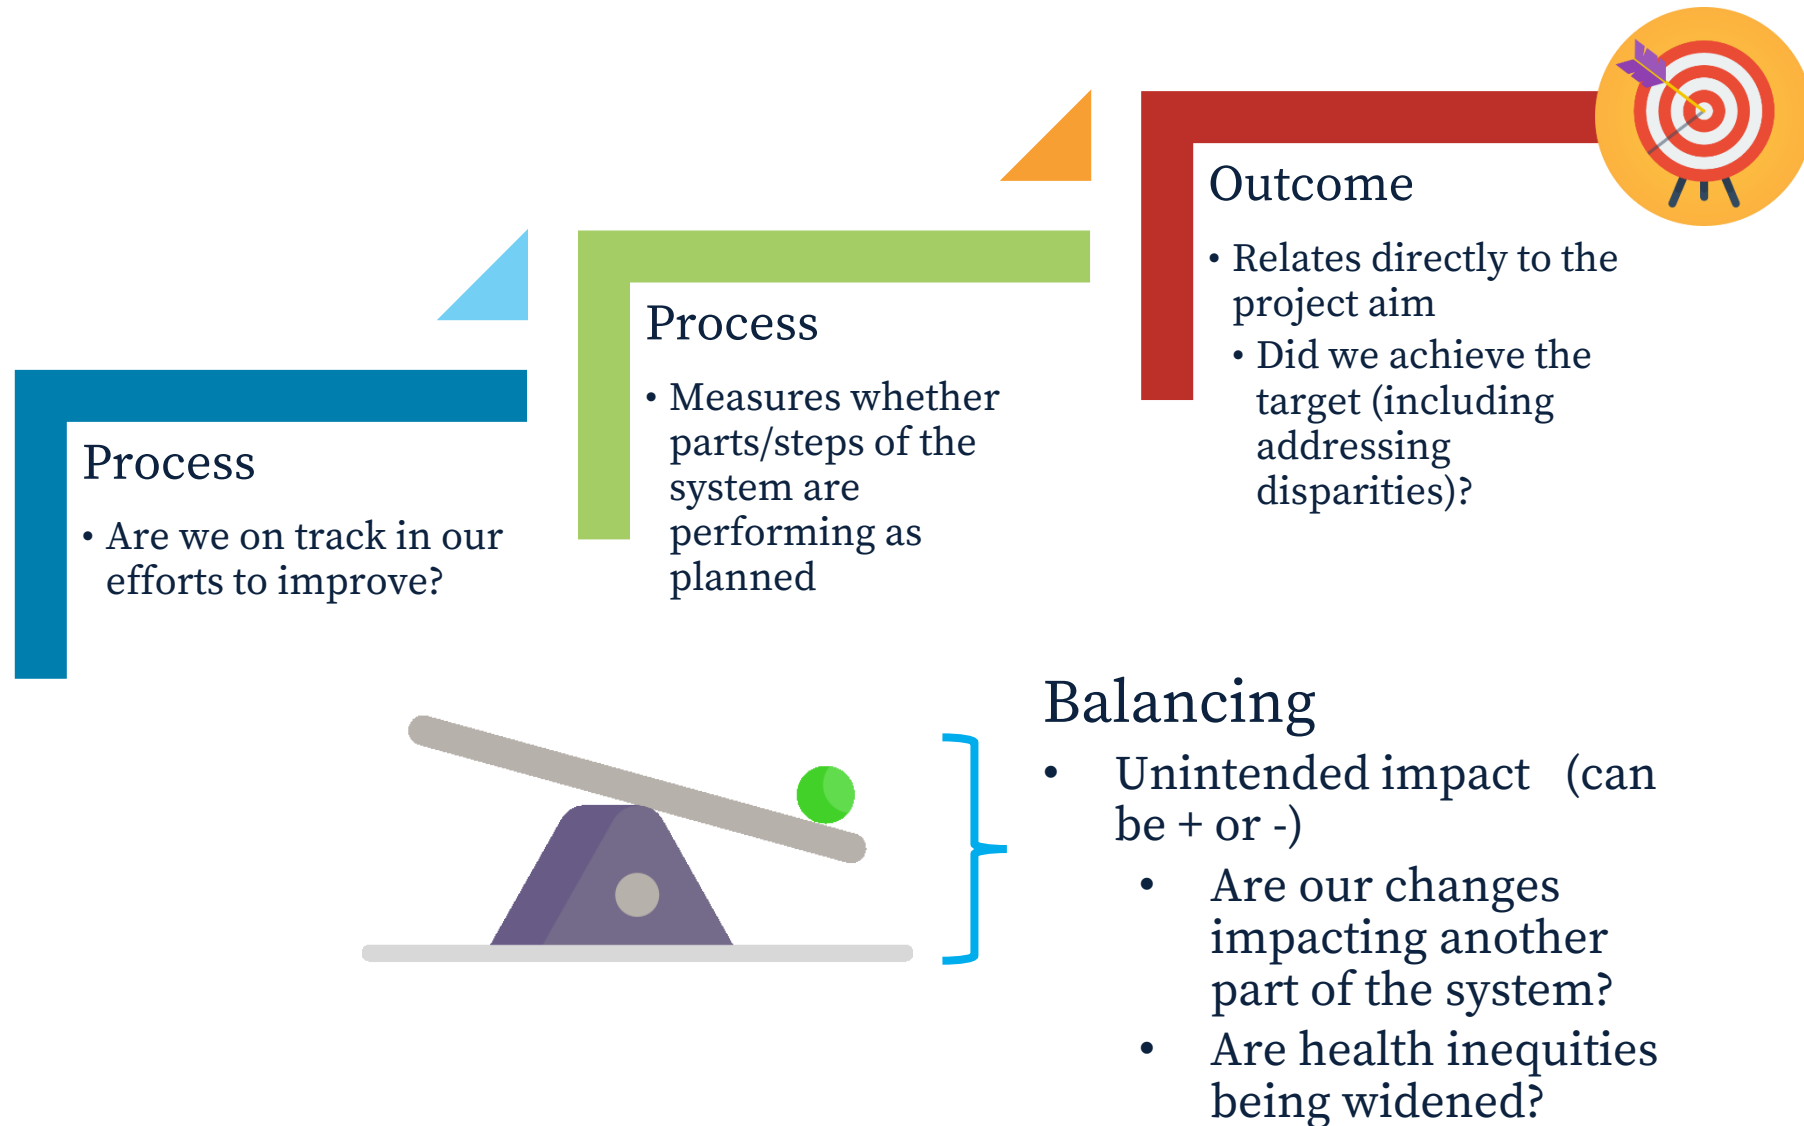 Process
• Are we on track in our
efforts to improve?
Process
• Measures whether
parts/steps of the
system are
performing as
planned
Outcome
• Relates directly to the
project aim
• Did we achieve the
target (including
addressing
disparities)?
Balancing
• Unintended impact (can
be + or -)
• Are our changes
impacting another
part of the system?
• Are health inequities
being widened?